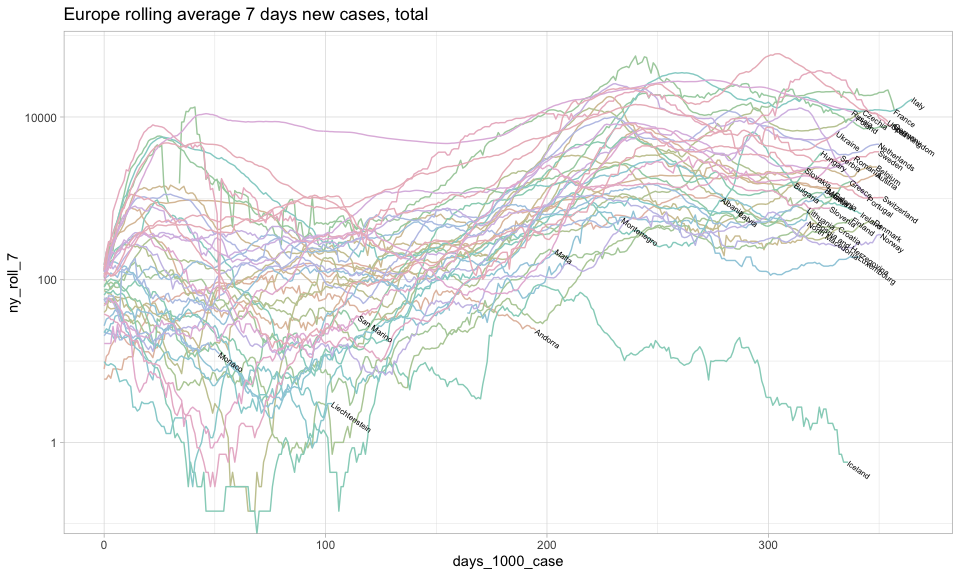 Europe rolling average 7 days new cases, total
ny_roll_7
10000
100
1
0
100
200
300
days_1000_case
Italy
France
Czechia
Ukraine
Netherlands
Sweden
Hungary
Serbia
Romania
Belgium
Austria
Slovakia
Greece
Portugal
Bulgaria
Switzerland
Albania
Lithuania
Slovenia
Croatia
Ireland
Finland
Denmark
Norway
Luxembourg
Montenegro
Malta
San Marino
Andorra
Monaco
Liechtenstein
Iceland